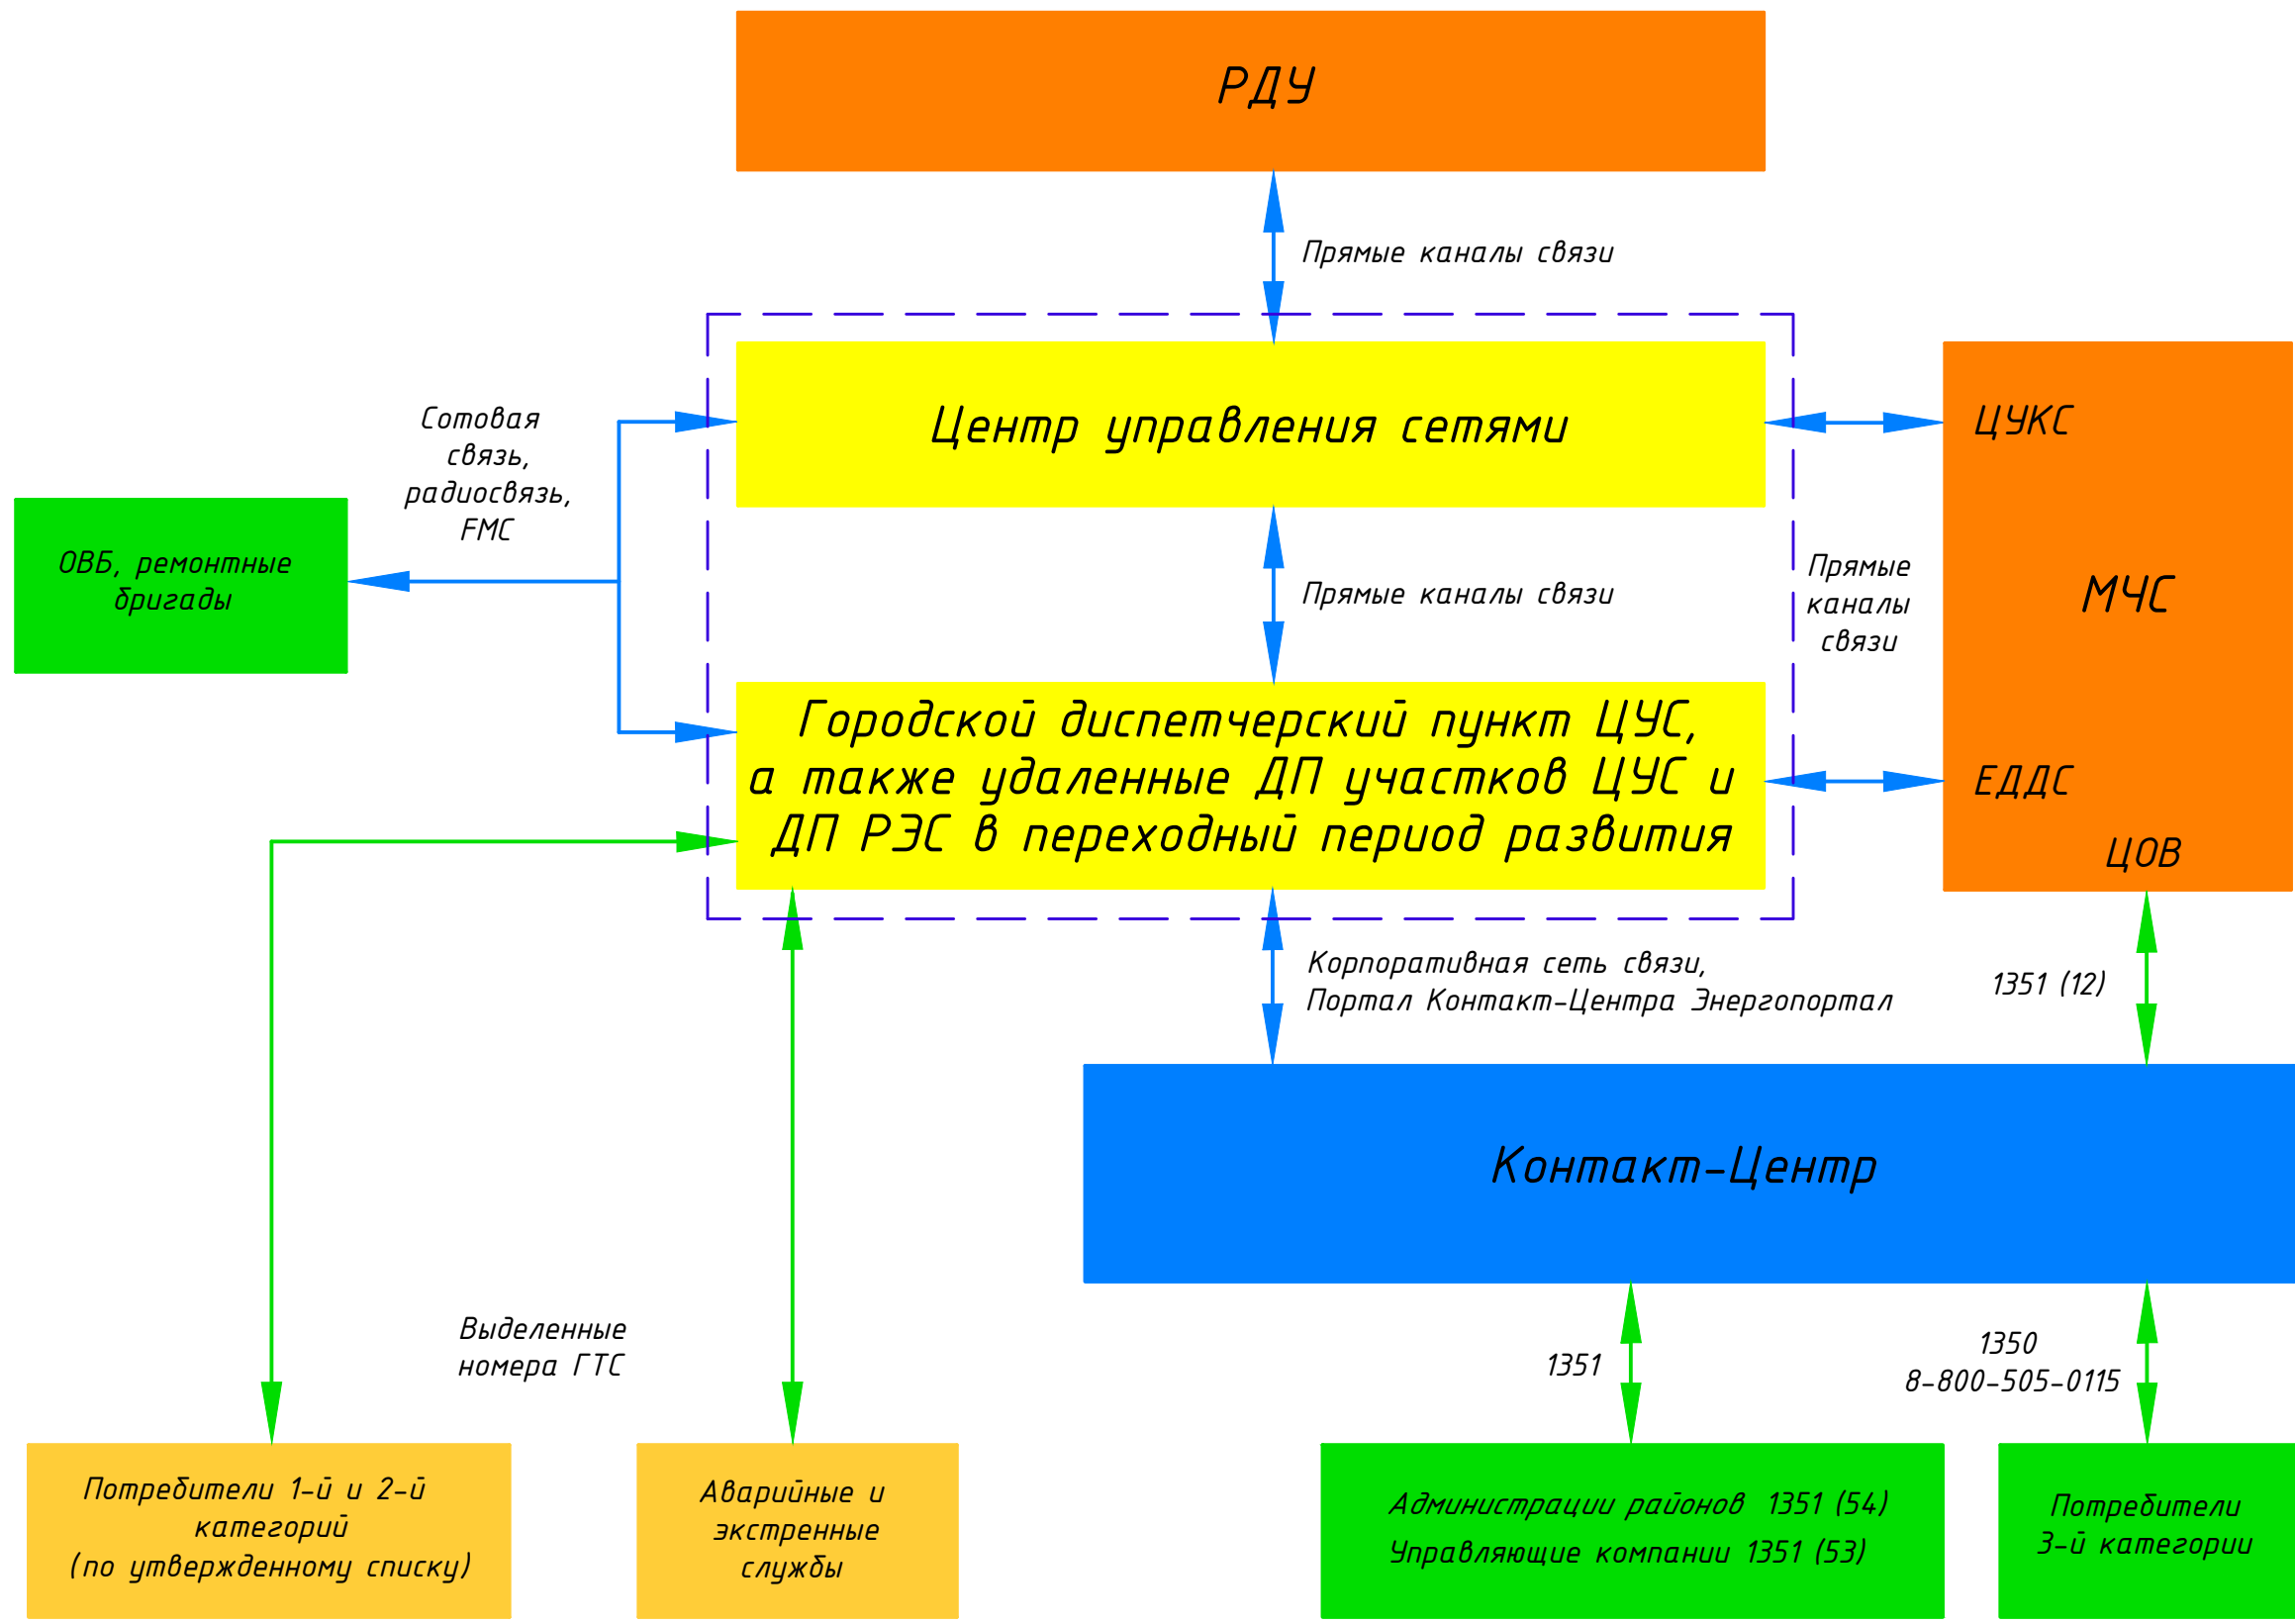 РДУ
Прямые каналы связи
Центр управления сетями
ЦУКС
Сотовая
связь,
радиосвязь,
FMC
ОВБ, ремонтные
бригады
Прямые каналы связи
Прямые
каналы
связи
МЧС
Городской диспетчерский пункт ЦУС,
а также удаленные ДП участков ЦУС и
ДП РЭС в переходный период развития
ЕДДС
ЦОВ
Корпоративная сеть связи,
Портал Контакт-Центра Энергопортал
1351 (12)
Контакт-Центр
Выделенные
номера ГТС
1351
1350
8-800-505-0115
Потребители 1-й и 2-й
категорий
(по утвержденному списку)
Аварийные и
экстренные
службы
Администрации районов 1351 (54)
Управляющие компании 1351 (53)
Потребители
3-й категории